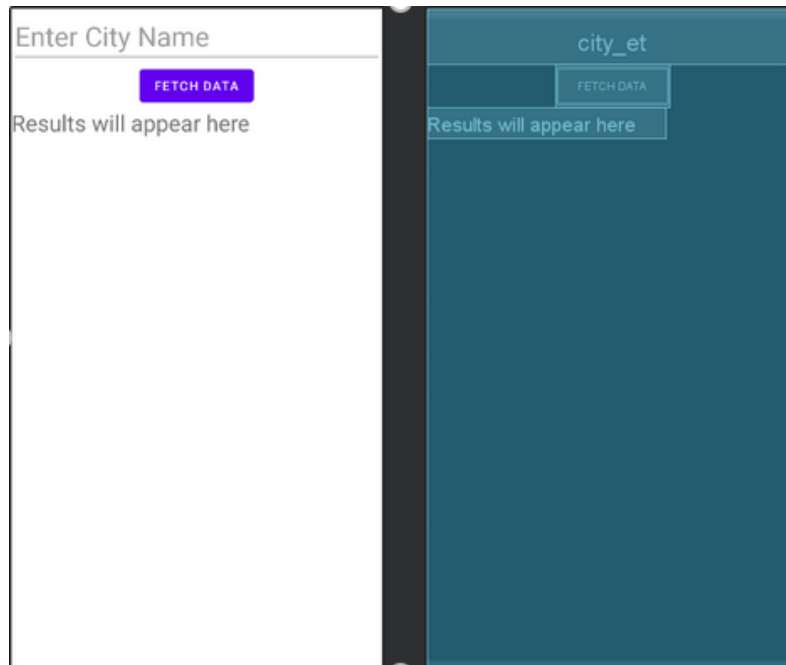 Enter City Name
FETCH DATA
Results will appear here
city_et
FETCH DATA
Results will appear here